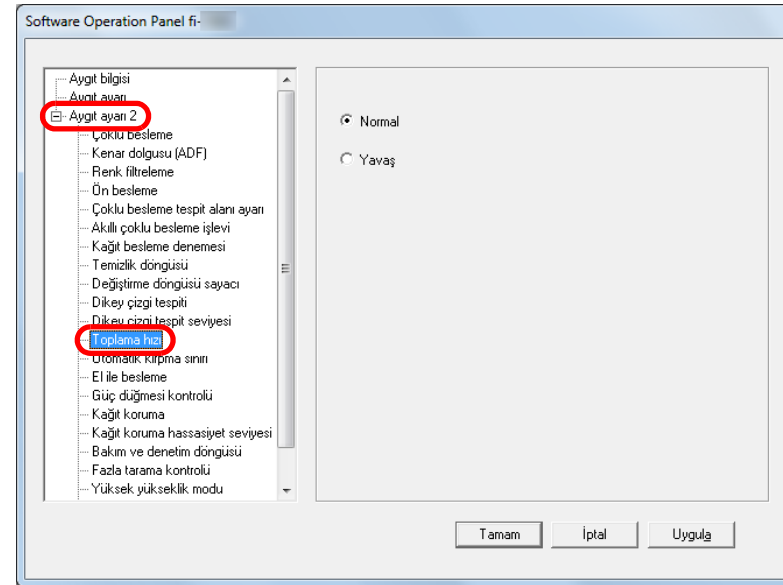 Software Operation Panel fi-
Aygıt bilgisi
Aygıt ayarı
Aygıt ayarı 2
Çoklu besleme
Kenar dolgusu (ADF)
Renk filtreleme
Ön besleme
Çoklu besleme tespit alanı ayarı
Akıllı çoklu besleme işlevi
Kağıt besleme denemesi
Temizlik döngüsü
Değiştirme döngüsü sayacı
Dikey çizgi tespiti
Dikey çizgi tespit seviyesi
Toplama hızı
Otomatik kırpma sınırı
El ile besleme
Güç düğmesi kontrolü
Kağıt koruma
Kağıt koruma hassasiyet seviyesi
Bakım ve denetim döngüsü
Fazla tarama kontrolü
Yüksek yükseklik modu
Normal
Yavaş
Tamam
İptal
Uygula